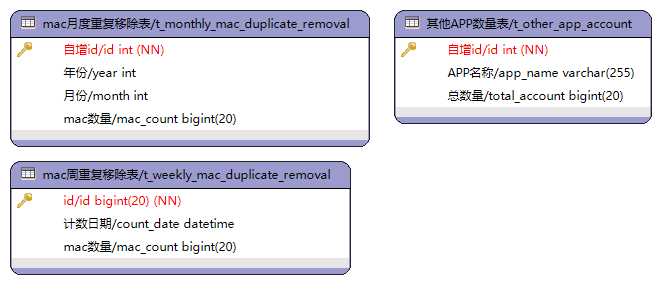 mac月度重复移除表/t_monthly_mac_duplicate_removal
自增id/id int (NN)
年份/year int
月份/month int
mac数量/mac_count bigint(20)
其他APP数量表/t_other_app_account
自增id/id int (NN)
APP名称/app_name varchar(255)
总数量/total_account bigint(20)
mac周重复移除表/t_weekly_mac_duplicate_removal
id/id bigint(20) (NN)
计数日期/count_date datetime
mac数量/mac_count bigint(20)